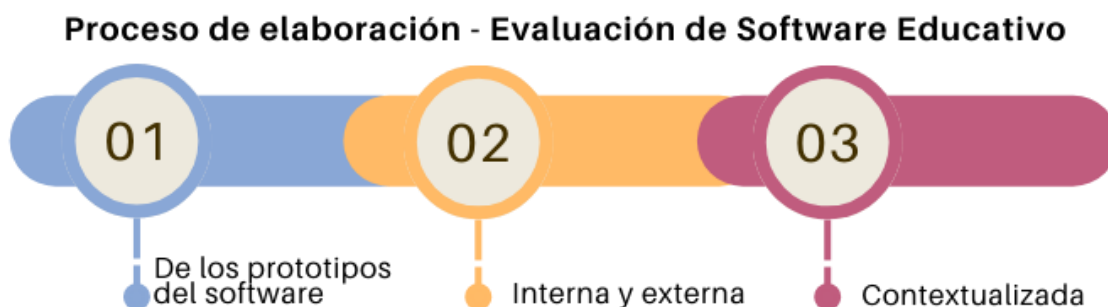 Proceso de elaboración - Evaluación de Software Educativo
01
02
03
De los prototipos
del software
Interna y externa
Contextualizada